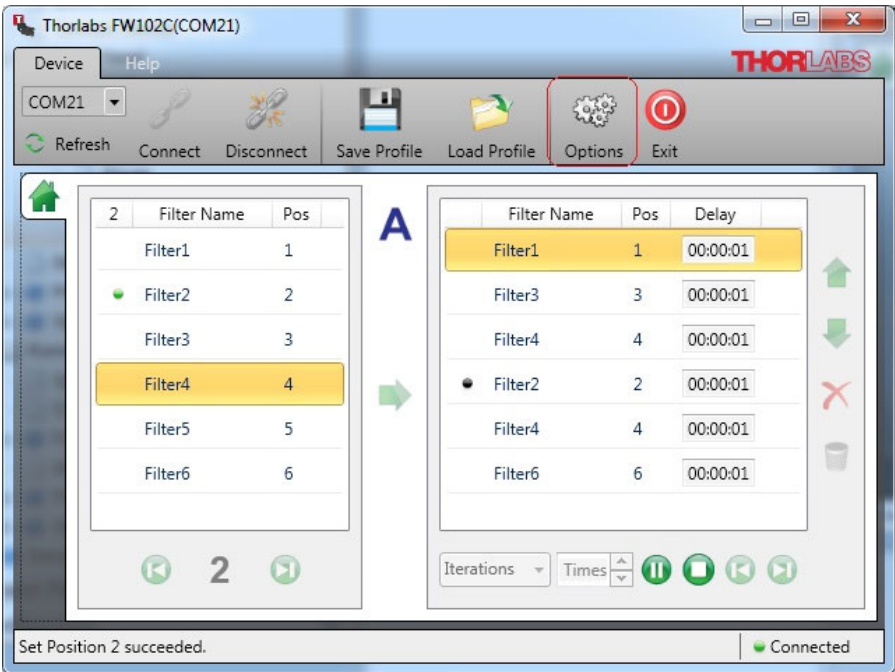 Thorlabs FW102C(COM21)
Device Help
THORLABS
COM21
Refresh
Connect Disconnect Save Profile Load Profile Options Exit
2 Filter Name Pos
Filter1 1
Filter2 2
Filter3 3
Filter4 4
Filter5 5
Filter6 6
2
A
Filter Name Pos Delay
Filter1 1 00:00:01
Filter3 3 00:00:01
Filter4 4 00:00:01
Filter2 2 00:00:01
Filter4 4 00:00:01
Filter6 6 00:00:01
Iterations Times
Set Position 2 succeeded.
Connected